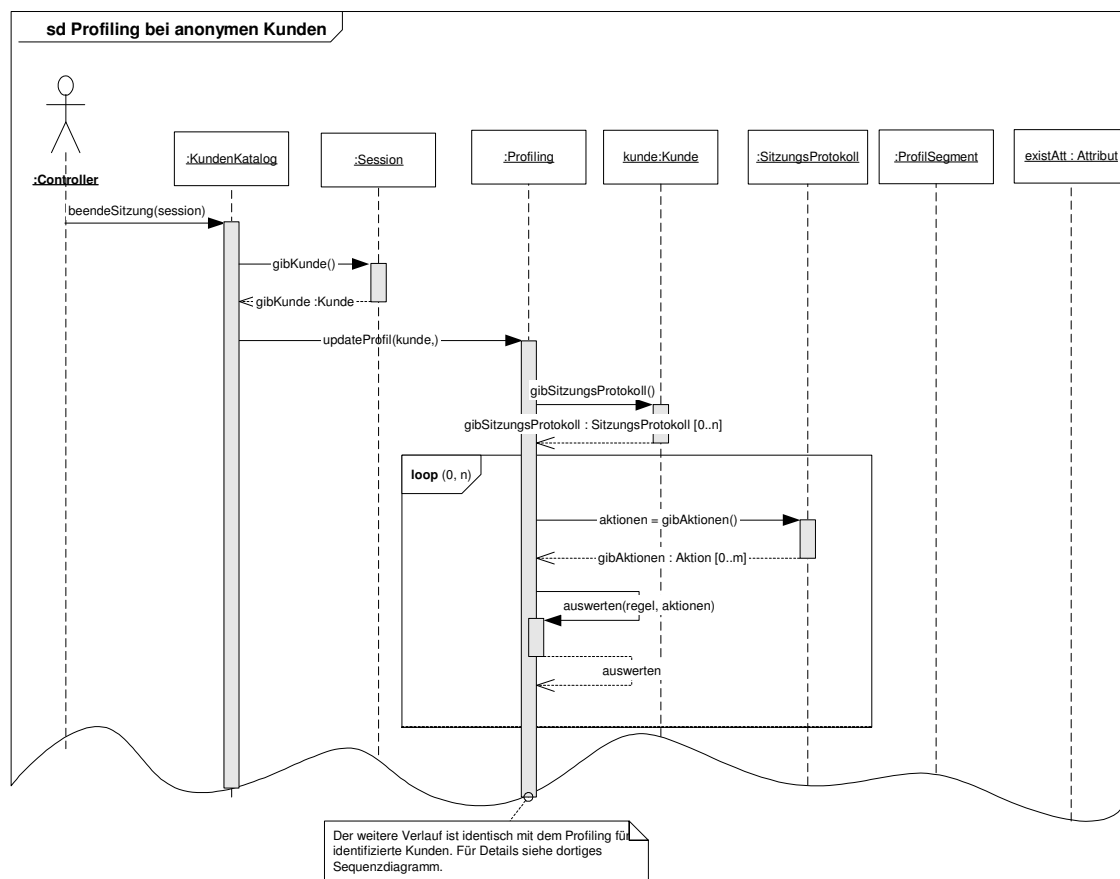 sd Profiling bei anonymen Kunden
:Controller
:KundenKatalog
:Session
:Profiling
kunde:Kunde
:SitzungsProtokoll
:ProfilSegment
existAtt : Attribut
beendeSitzung(session)
gibKunde()
gibKunde :Kunde
updateProfil(kunde,)
gibSitzungsProtokoll()
gibSitzungsProtokoll : SitzungsProtokoll [0..n]
loop (0, n)
aktionen = gibAktionen()
gibAktionen : Aktion [0..m]
auswerten(regel, aktionen)
auswerten
Der weitere Verlauf ist identisch mit dem Profiling für
identifizierte Kunden. Für Details siehe dortiges
Sequenzdiagramm.